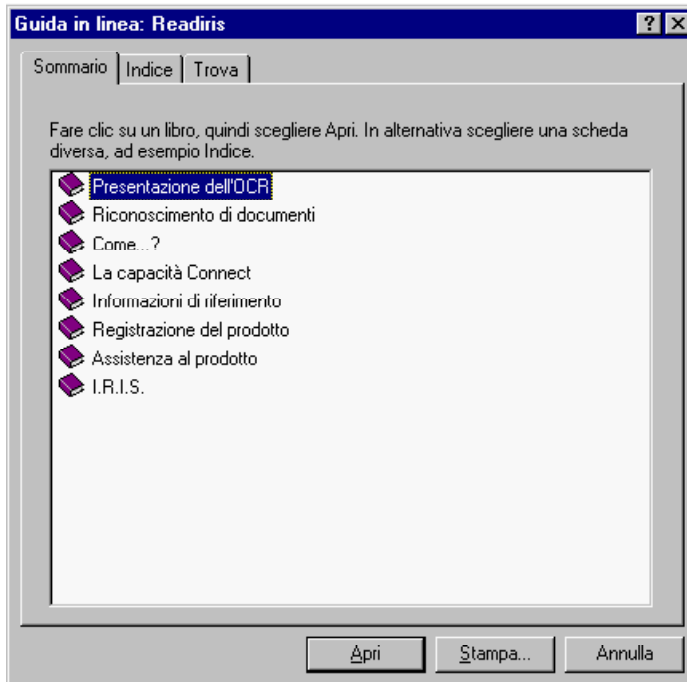 Guida in linea: Readiris
Sommario Indice Trova
Fare clic su un libro, quindi scegliere Apri. In alternativa scegliere una scheda
diversa, ad esempio Indice.
Presentazione dell'OCR
Riconoscimento di documenti
Come...?
La capacità Connect
Informazioni di riferimento
Registrazione del prodotto
Assistenza al prodotto
I.R.I.S.
Apri Stampa... Annulla